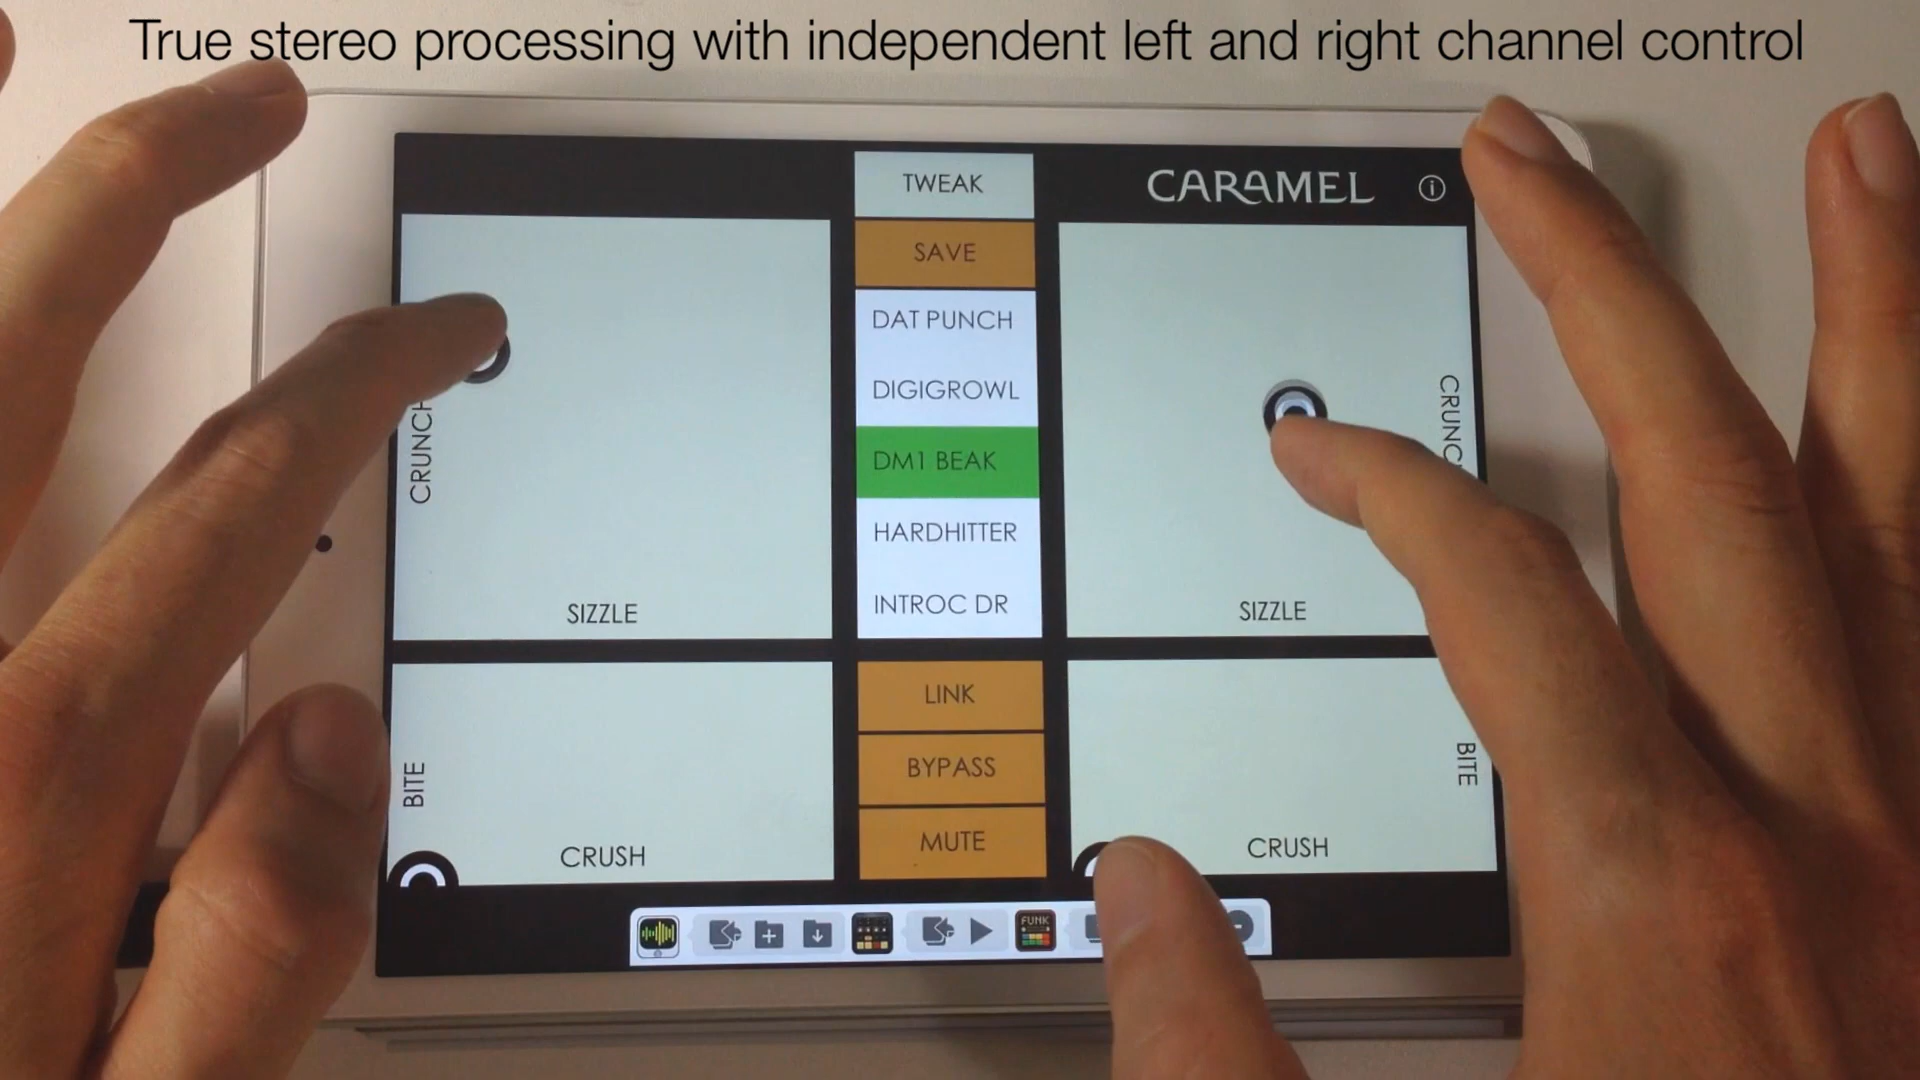 True stereo processing with independent left and right channel control
TWEAK
CARAMEL
i
SAVE
DAT PUNCH
DIGIGROWL
DM1 BEAK
HARDHITTER
INTROC DR
CRUNCH
SIZZLE
SIZZLE
LINK
BYPASS
MUTE
BITE
BITE
CRUSH
CRUSH
FUNK